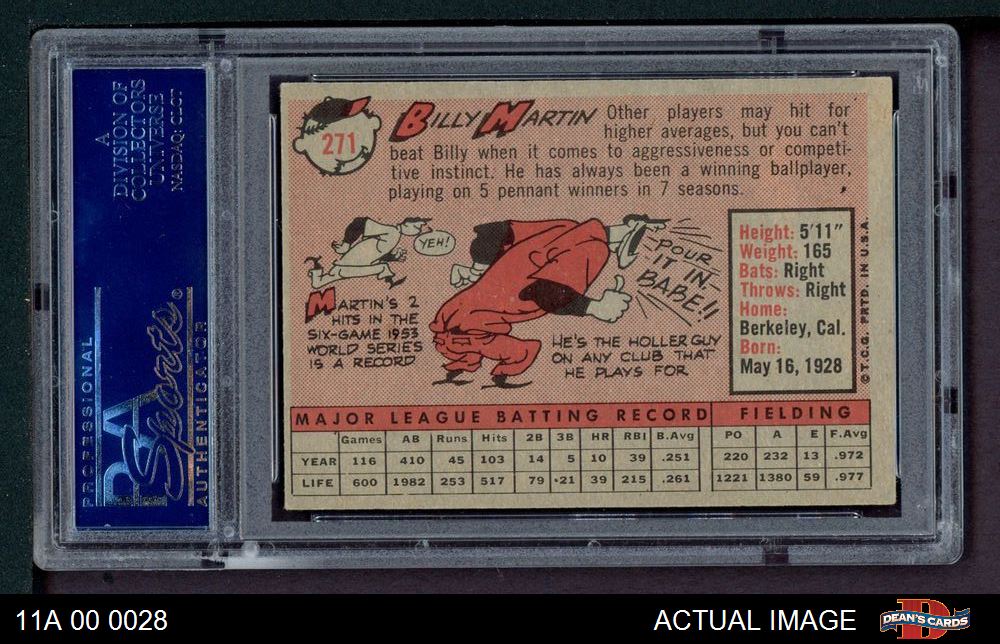 A
DIVISION OF
COLLECTORS
UNIVERSE
NASDAQ: CLCT
PROFESSIONAL
PSA
Sports ®
AUTHENTICATOR
271
BILLY MARTIN Other players may hit for
higher averages, but you can't
beat Billy when it comes to aggressiveness or competi-
tive instinct. He has always been a winning ballplayer,
playing on 5 pennant winners in 7 seasons.
YEH!
MARTIN'S 2
HITS IN THE
SIX-GAME 1953
WORLD SERIES
IS A RECORD
POUR
IT IN
BABE!!
HE'S THE HOLLER GUY
ON ANY CLUB THAT
HE PLAYS FOR
Height: 5'11"
Weight: 165
Bats: Right
Throws: Right
Home:
Berkeley, Cal.
Born:
May 16, 1928
© T.C.G. PRTD. IN U.S.A.
MAJOR LEAGUE BATTING RECORD FIELDING
Games AB Runs Hits 2B 3B HR RBI B.Avg PO A E F.Avg
YEAR 116 410 45 103 14 5 10 39 .251 220 232 13 .972
LIFE 600 1982 253 517 79 21 39 215 .261 1221 1380 59 .977
11A 00 0028 ACTUAL IMAGE
D
DEAN'S CARDS